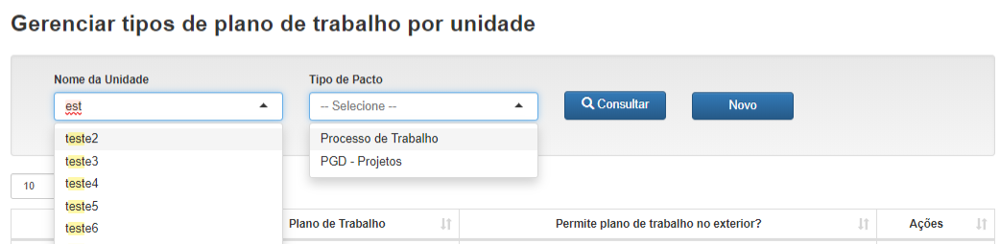 Gerenciar tipos de plano de trabalho por unidade
Nome da Unidade
Tipo de Pacto
est
-- Selecione --
Consultar
Novo
teste2
teste3
teste4
teste5
teste6
Processo de Trabalho
PGD - Projetos
10
Plano de Trabalho
Permite plano de trabalho no exterior?
Ações